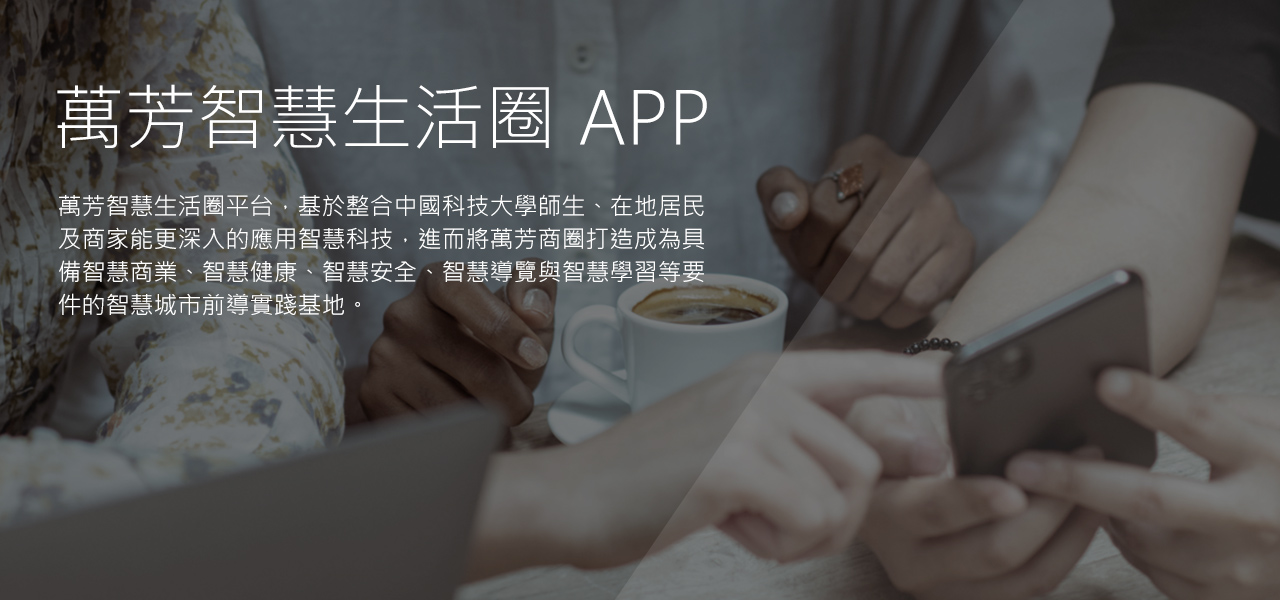 萬芳智慧生活圈 APP
萬芳智慧生活圈平台，基於整合中國科技大學師生、在地居民
及商家能更深入的應用智慧科技，進而將萬芳商圈打造成為具
備智慧商業、智慧健康、智慧安全、智慧導覽與智慧學習等要
件的智慧城市前導實踐基地。